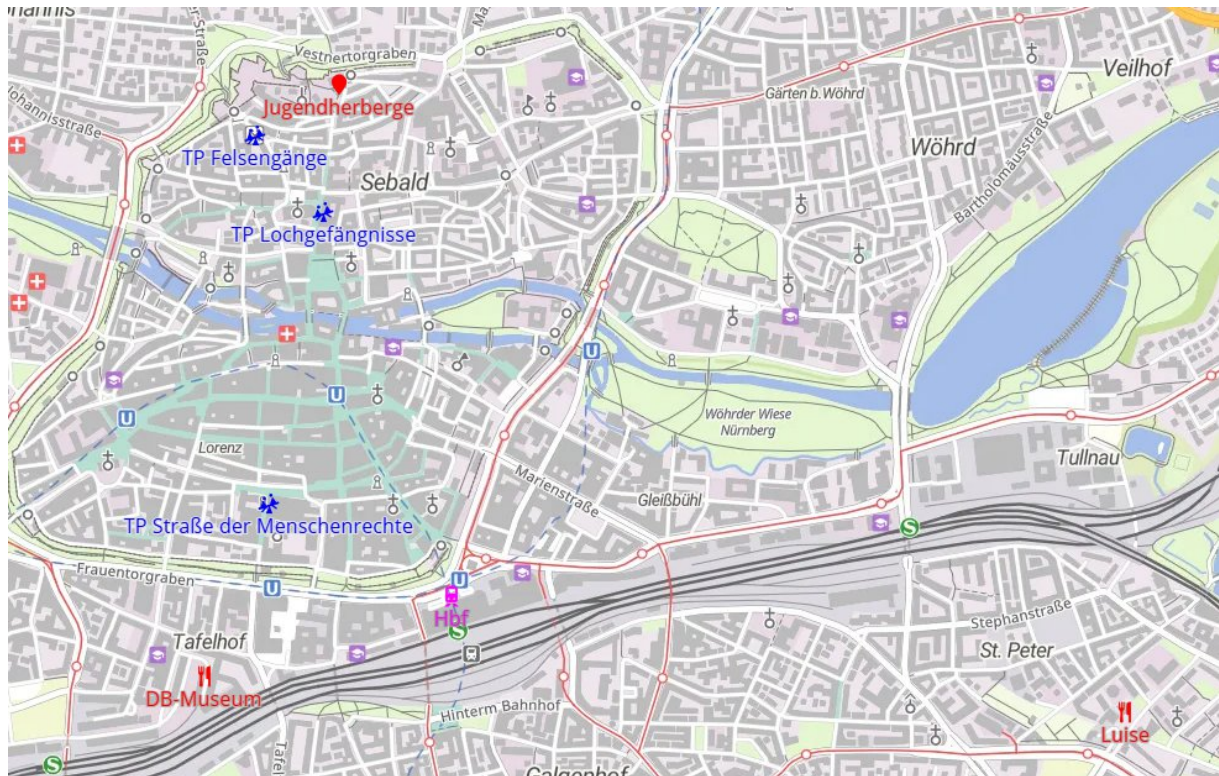 Vestnertorgraben
Gärten b. Wöhrd
Veilhof
Jugendherberge
TP Felsengänge
Wöhrd
Bartholomäusstraße
Sebald
TP Lochgefängnisse
U
U
U
Wöhrder Wiese
Nürnberg
Lorenz
Tullnau
Marienstraße
Gleißbühl
TP Straße der Menschenrechte
S
Frauentorgraben
U
U
Hbf
S
Stephanstraße
Tafelhof
St. Peter
DB-Museum
Hinterm Bahnhof
Luise
S
Galgenhof